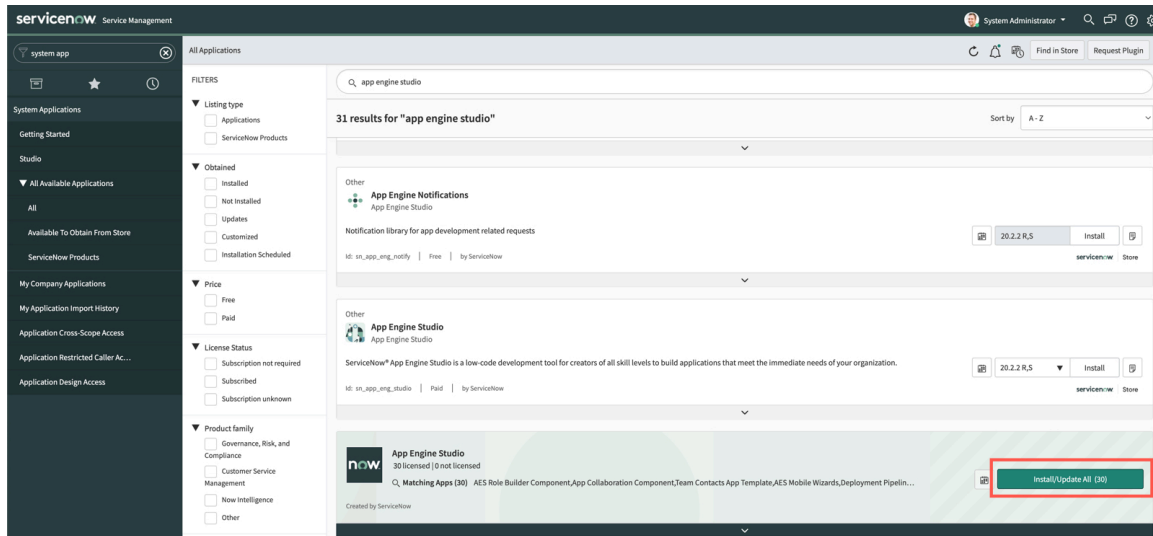 servicenow Service Management
System Administrator
system app
All Applications
Find in Store
Request Plugin
System Applications
Getting Started
Studio
All Available Applications
All
Available To Obtain From Store
ServiceNow Products
My Company Applications
My Application Import History
Application Cross-Scope Access
Application Restricted Caller Ac...
Application Design Access
FILTERS
Listing type
Applications
ServiceNow Products
Obtained
Installed
Not Installed
Updates
Customized
Installation Scheduled
Price
Free
Paid
License Status
Subscription not required
Subscribed
Subscription unknown
Product family
Governance, Risk, and
Compliance
Customer Service
Management
Now Intelligence
Other
app engine studio
31 results for "app engine studio"
Sort by A - Z
Other
App Engine Notifications
App Engine Studio
Notification library for app development related requests
20.2.2 R,S Install
Id: sn_app_eng_notify | Free | by ServiceNow
servicenow Store
Other
App Engine Studio
App Engine Studio
ServiceNow® App Engine Studio is a low-code development tool for creators of all skill levels to build applications that meet the immediate needs of your organization.
20.2.2 R,S Install
Id: sn_app_eng_studio | Paid | by ServiceNow
servicenow Store
now
App Engine Studio
30 licensed | 0 not licensed
Matching Apps (30) AES Role Builder Component,App Collaboration Component,Team Contacts App Template,AES Mobile Wizards,Deployment Pipelin...
Install/Update All (30)
Created by ServiceNow